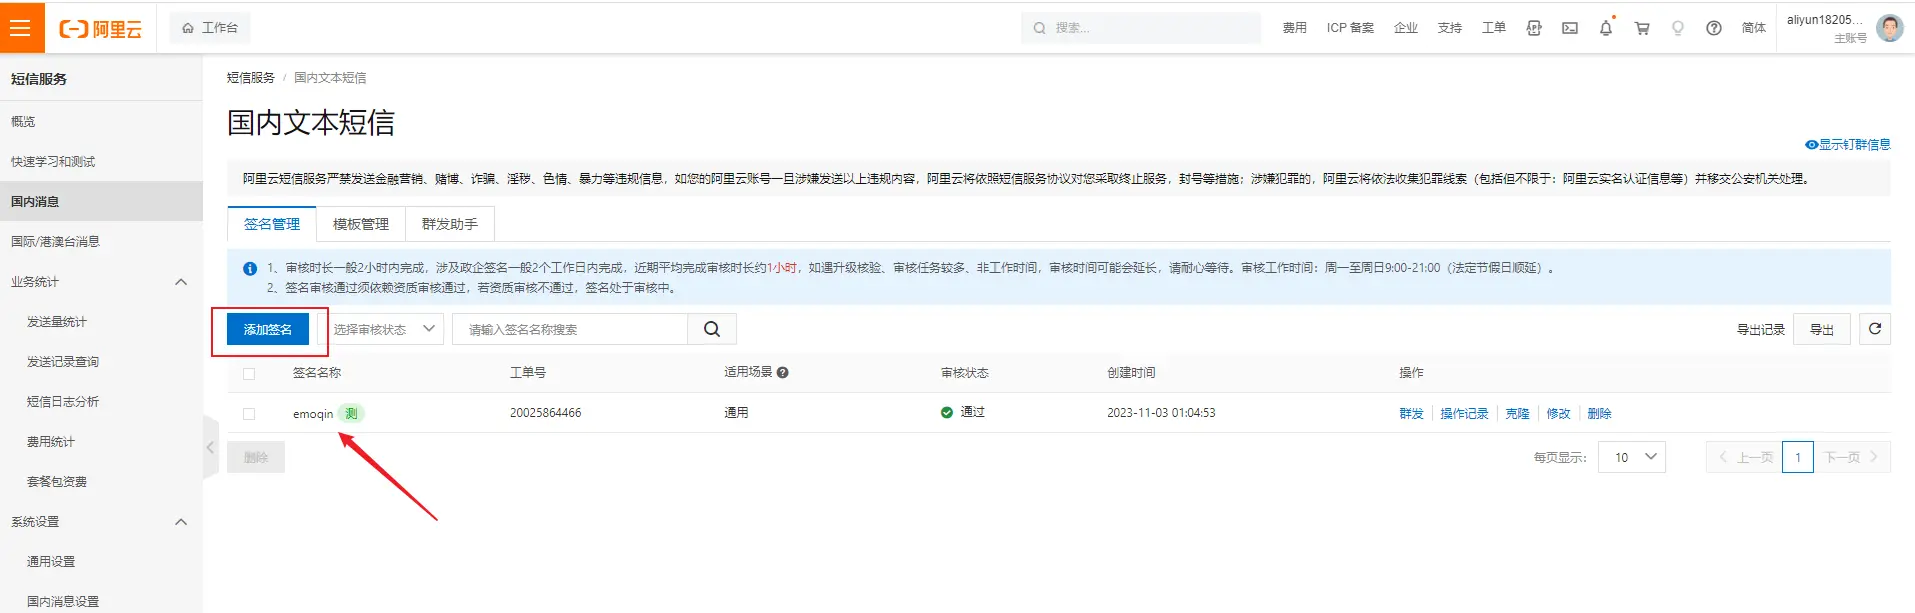 阿里云
工作台
搜索...
费用 ICP 备案 企业 支持 工单 简体
aliyun18205...
主账号
短信服务
概览
快速学习和测试
国内消息
国际/港澳台消息
业务统计
发送量统计
发送记录查询
短信日志分析
费用统计
套餐包资费
系统设置
通用设置
国内消息设置
短信服务 / 国内文本短信
国内文本短信
显示钉群信息
阿里云短信服务严禁发送金融营销、赌博、诈骗、淫秽、色情、暴力等违规信息，如您的阿里云账号一旦涉嫌发送以上违规内容，阿里云将依照短信服务协议对您采取终止服务，封号等措施；涉嫌犯罪的，阿里云将依法收集犯罪线索（包括但不限于：阿里云实名认证信息等）并移交公安机关处理。
签名管理 模板管理 群发助手
1、审核时长一般2小时内完成，涉及政企签名一般2个工作日内完成，近期平均完成审核时长约1小时，如遇升级核验、审核任务较多、非工作时间，审核时间可能会延长，请耐心等待。审核工作时间：周一至周日9:00-21:00（法定节假日顺延）。
2、签名审核通过须依赖资质审核通过，若资质审核不通过，签名处于审核中。
添加签名 选择审核状态 请输入签名名称搜索 导出记录 导出
签名名称 工单号 适用场景 审核状态 创建时间 操作
emoqin 测 20025864466 通用 通过 2023-11-03 01:04:53 群发 操作记录 克隆 修改 删除
删除 每页显示： 10 上一页 1 下一页